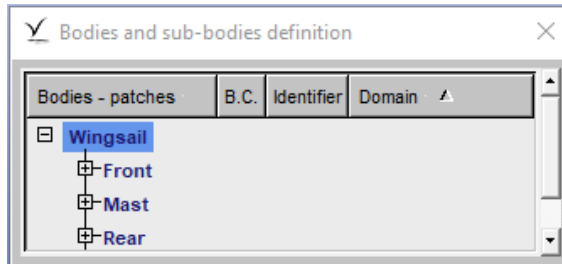 Bodies and sub-bodies definition
Bodies - patches B.C. Identifier Domain
Wingsail
Front
Mast
Rear